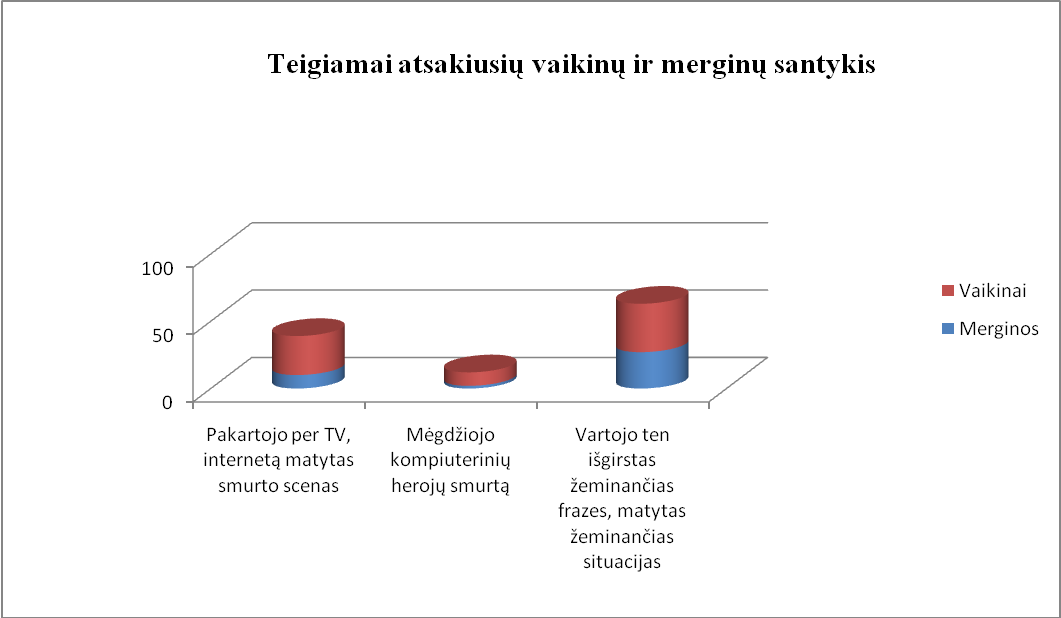 Teigiamai atsakiusių vaikinų ir merginų santykis
100
50
0
Pakartojo per TV,
internetą matytas
smurto scenas
Mėgdžiojo
kompiuterinių
herojų smurtą
Vartojo ten
išgirstas
žeminančias
frazes, matytas
žeminančias
situacijas
Vaikinai
Merginos